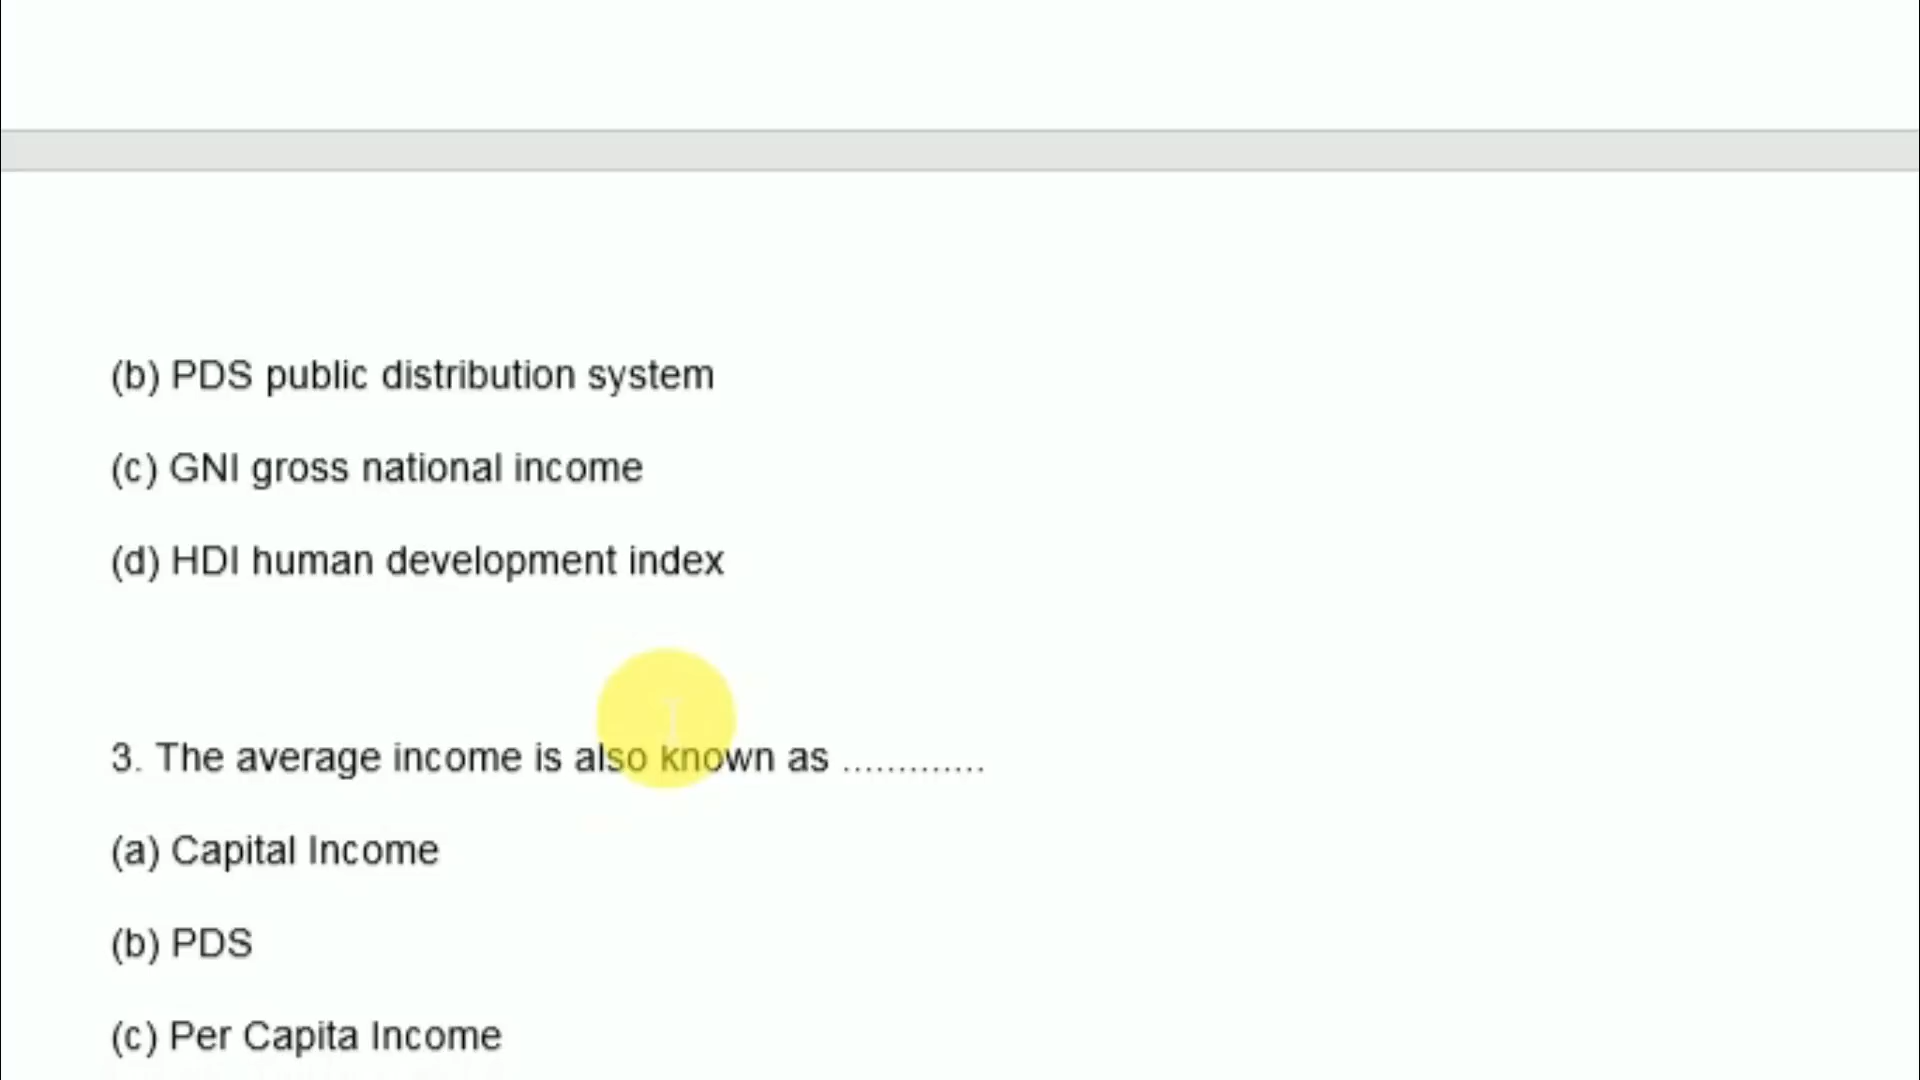 (b) PDS public distribution system
(c) GNI gross national income
(d) HDI human development index
3. The average income is also known as .............
(a) Capital Income
(b) PDS
(c) Per Capita Income